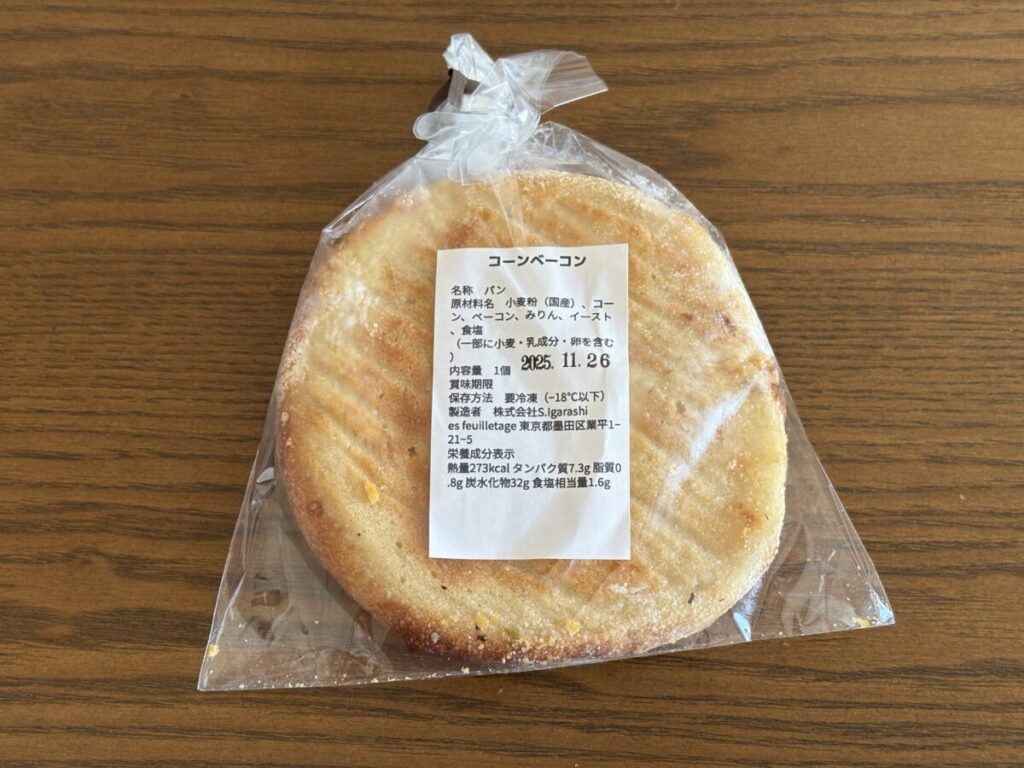 コーンベーコン
名称　パン
原材料名　小麦粉（国産）、コー
ン、ベーコン、みりん、イースト
、食塩
（一部に小麦・乳成分・卵を含む
）
内容量　1個 2025. 11. 26
賞味期限
保存方法　要冷凍（−18℃以下）
製造者　株式会社S.Igarashi
es feuilletage 東京都墨田区業平1−
21−5
栄養成分表示
熱量273kcal タンパク質7.3g 脂質0
.8g 炭水化物32g 食塩相当量1.6g